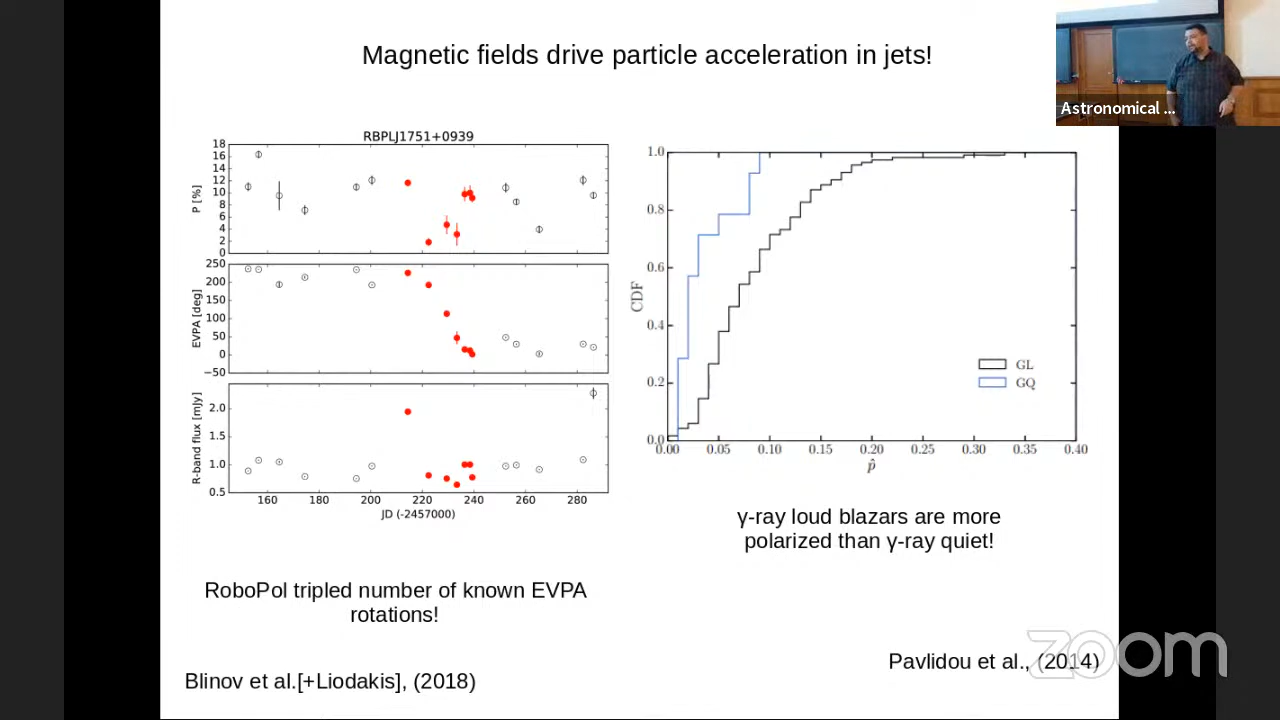 Magnetic fields drive particle acceleration in jets!
Astronomical ...
RBPLJ1751+0939
18
16
14
12
10
8
6
4
2
0
P [%]
250
200
150
100
50
0
−50
EVPA [deg]
2.0
1.5
1.0
0.5
R-band flux [mJy]
160 180 200 220 240 260 280
JD (-2457000)
1.0
0.8
0.6
0.4
0.2
0.0
CDF
GL
GQ
0.00 0.05 0.10 0.15 0.20 0.25 0.30 0.35 0.40
p̂
γ-ray loud blazars are more
polarized than γ-ray quiet!
RoboPol tripled number of known EVPA
rotations!
Pavlidou et al., (2014)
zoom
Blinov et al.[+Liodakis], (2018)